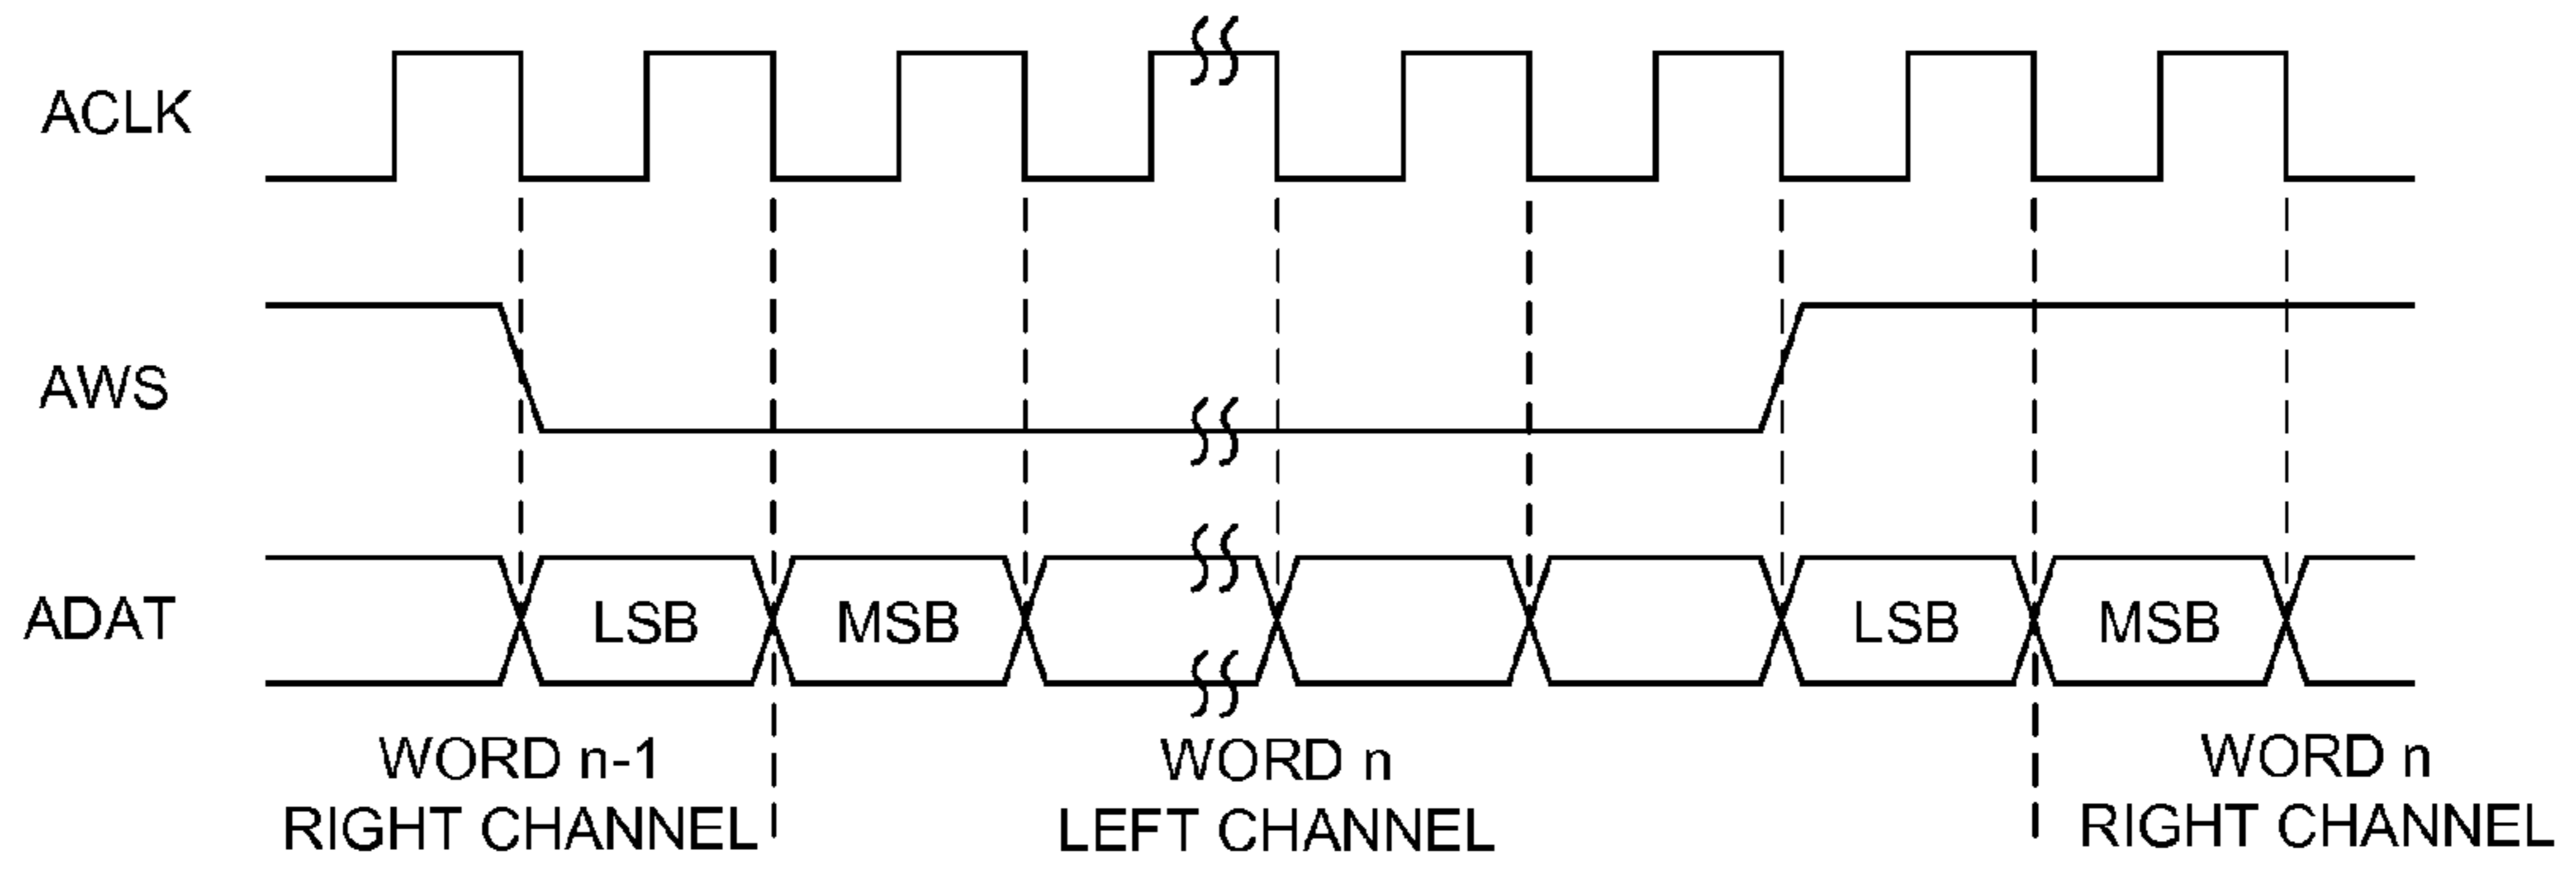 ACLK
AWS
ADAT
LSB
MSB
LSB
MSB
WORD n-1
RIGHT CHANNEL
WORD n
LEFT CHANNEL
WORD n
RIGHT CHANNEL